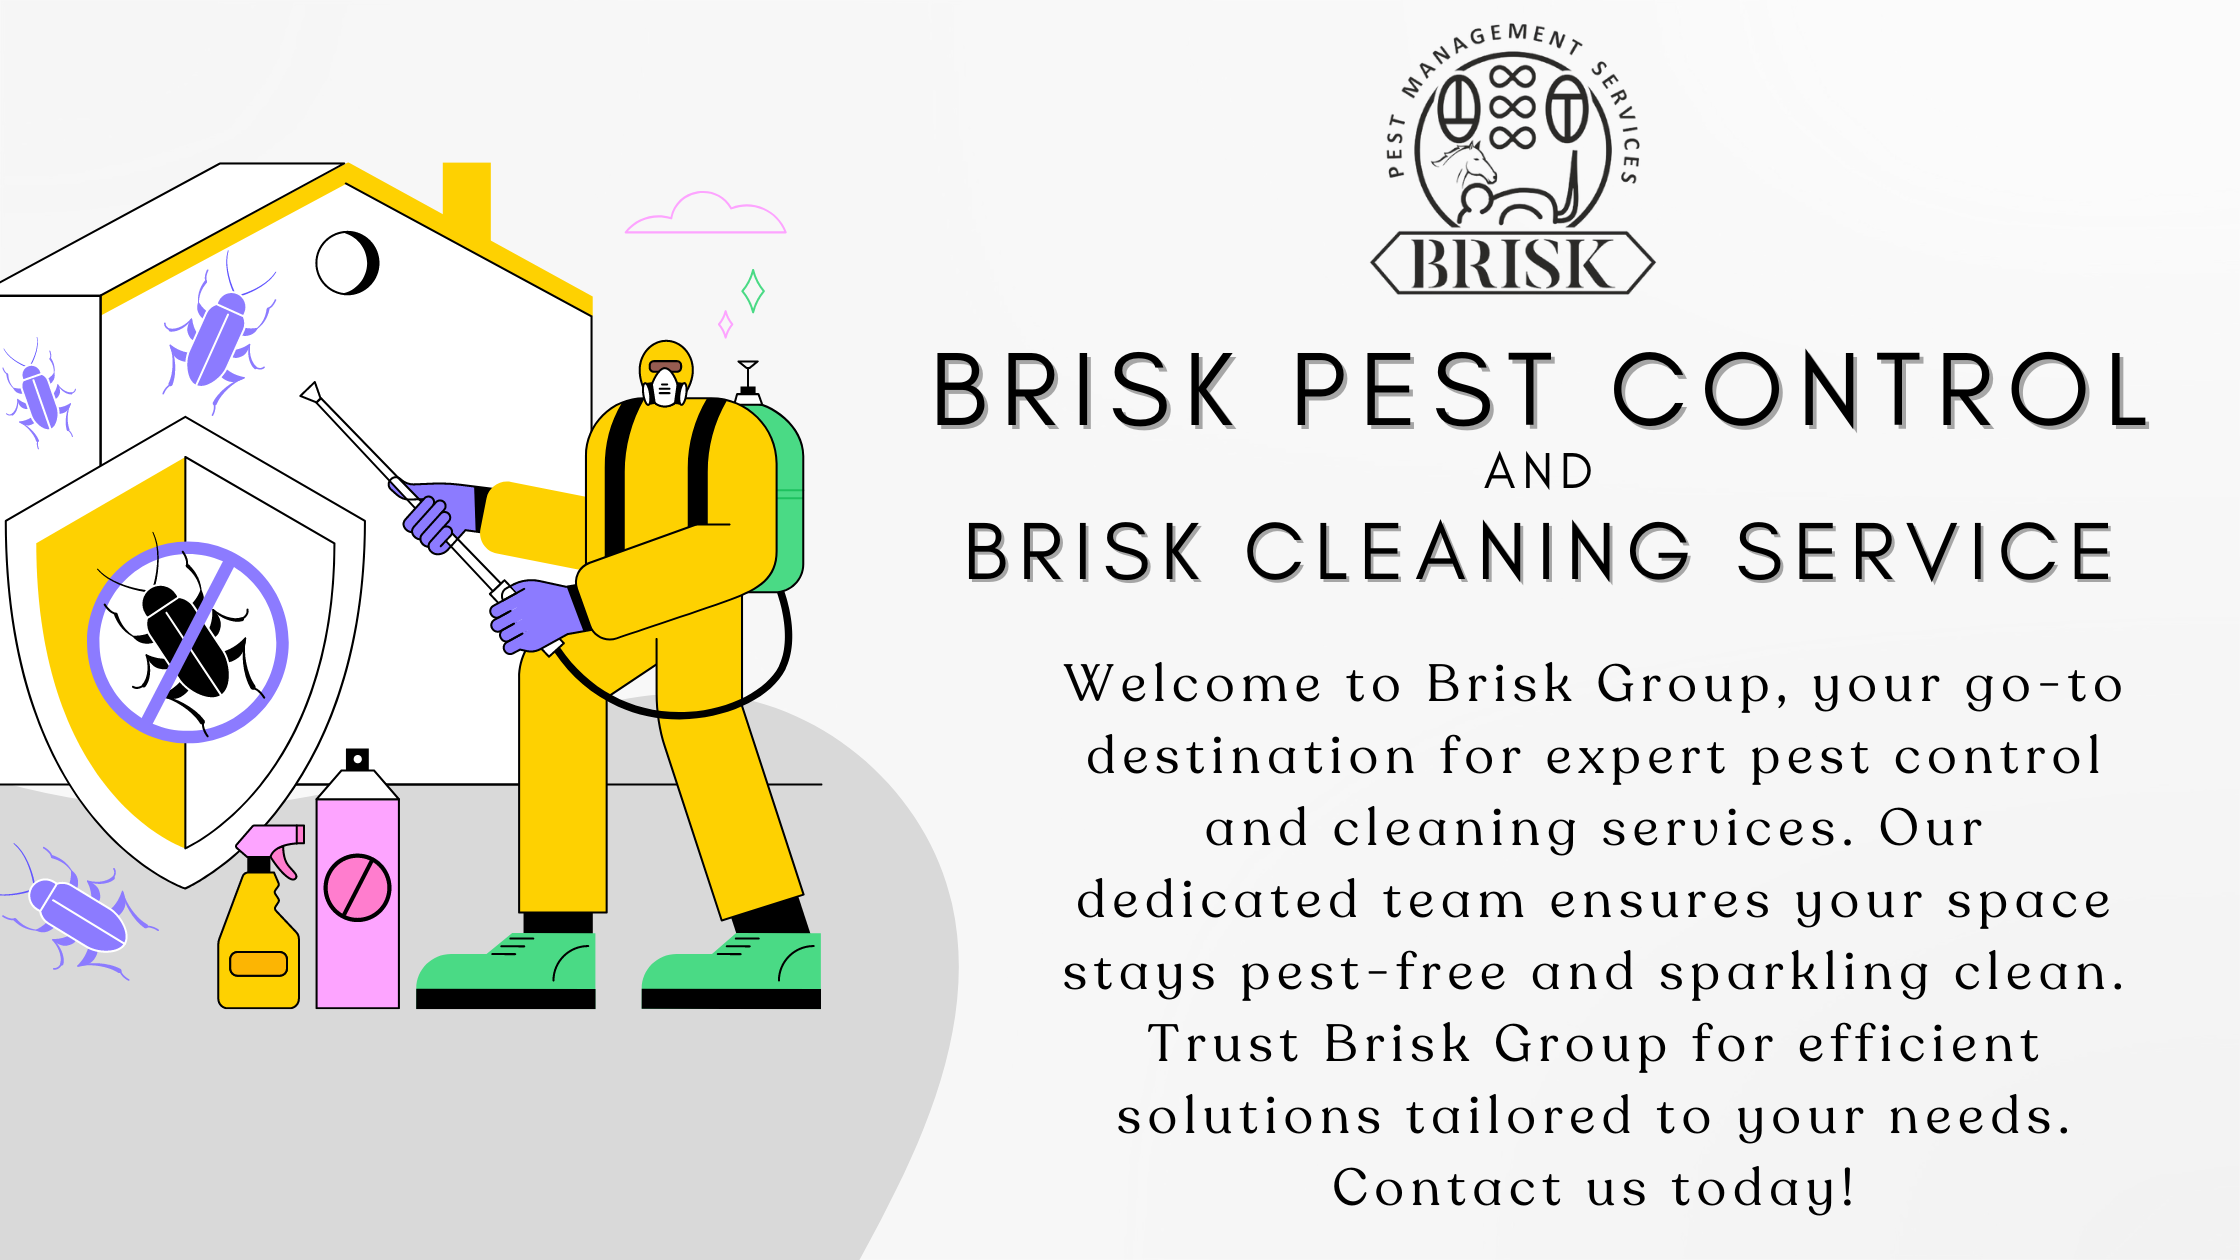 PEST MANAGEMENT SERVICES
BRISK
BRISK PEST CONTROL
AND
BRISK CLEANING SERVICE
Welcome to Brisk Group, your go-to
destination for expert pest control
and cleaning services. Our
dedicated team ensures your space
stays pest-free and sparkling clean.
Trust Brisk Group for efficient
solutions tailored to your needs.
Contact us today!